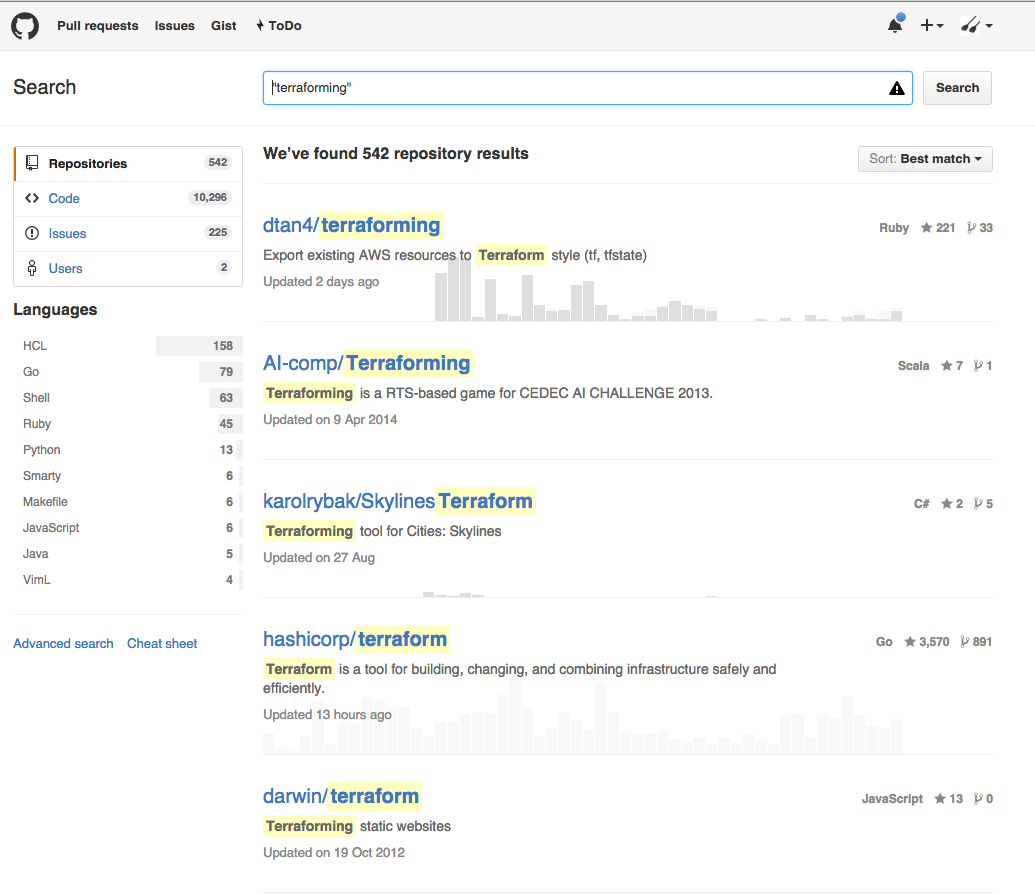 Pull requests Issues Gist ToDo
Search
"terraforming"
Search
Repositories 542
Code 10,296
Issues 225
Users 2
Languages
HCL 158
Go 79
Shell 63
Ruby 45
Python 13
Smarty 6
Makefile 6
JavaScript 6
Java 5
VimL 4
Advanced search Cheat sheet
We’ve found 542 repository results
Sort: Best match
dtan4/terraforming
Ruby 221 33
Export existing AWS resources to Terraform style (tf, tfstate)
Updated 2 days ago
AI-comp/Terraforming
Scala 7 1
Terraforming is a RTS-based game for CEDEC AI CHALLENGE 2013.
Updated on 9 Apr 2014
karolrybak/SkylinesTerraform
C# 2 5
Terraforming tool for Cities: Skylines
Updated on 27 Aug
hashicorp/terraform
Go 3,570 891
Terraform is a tool for building, changing, and combining infrastructure safely and
efficiently.
Updated 13 hours ago
darwin/terraform
JavaScript 13 0
Terraforming static websites
Updated on 19 Oct 2012